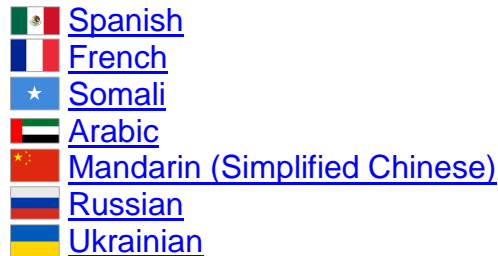 Spanish
French
Somali
Arabic
Mandarin (Simplified Chinese)
Russian
Ukrainian